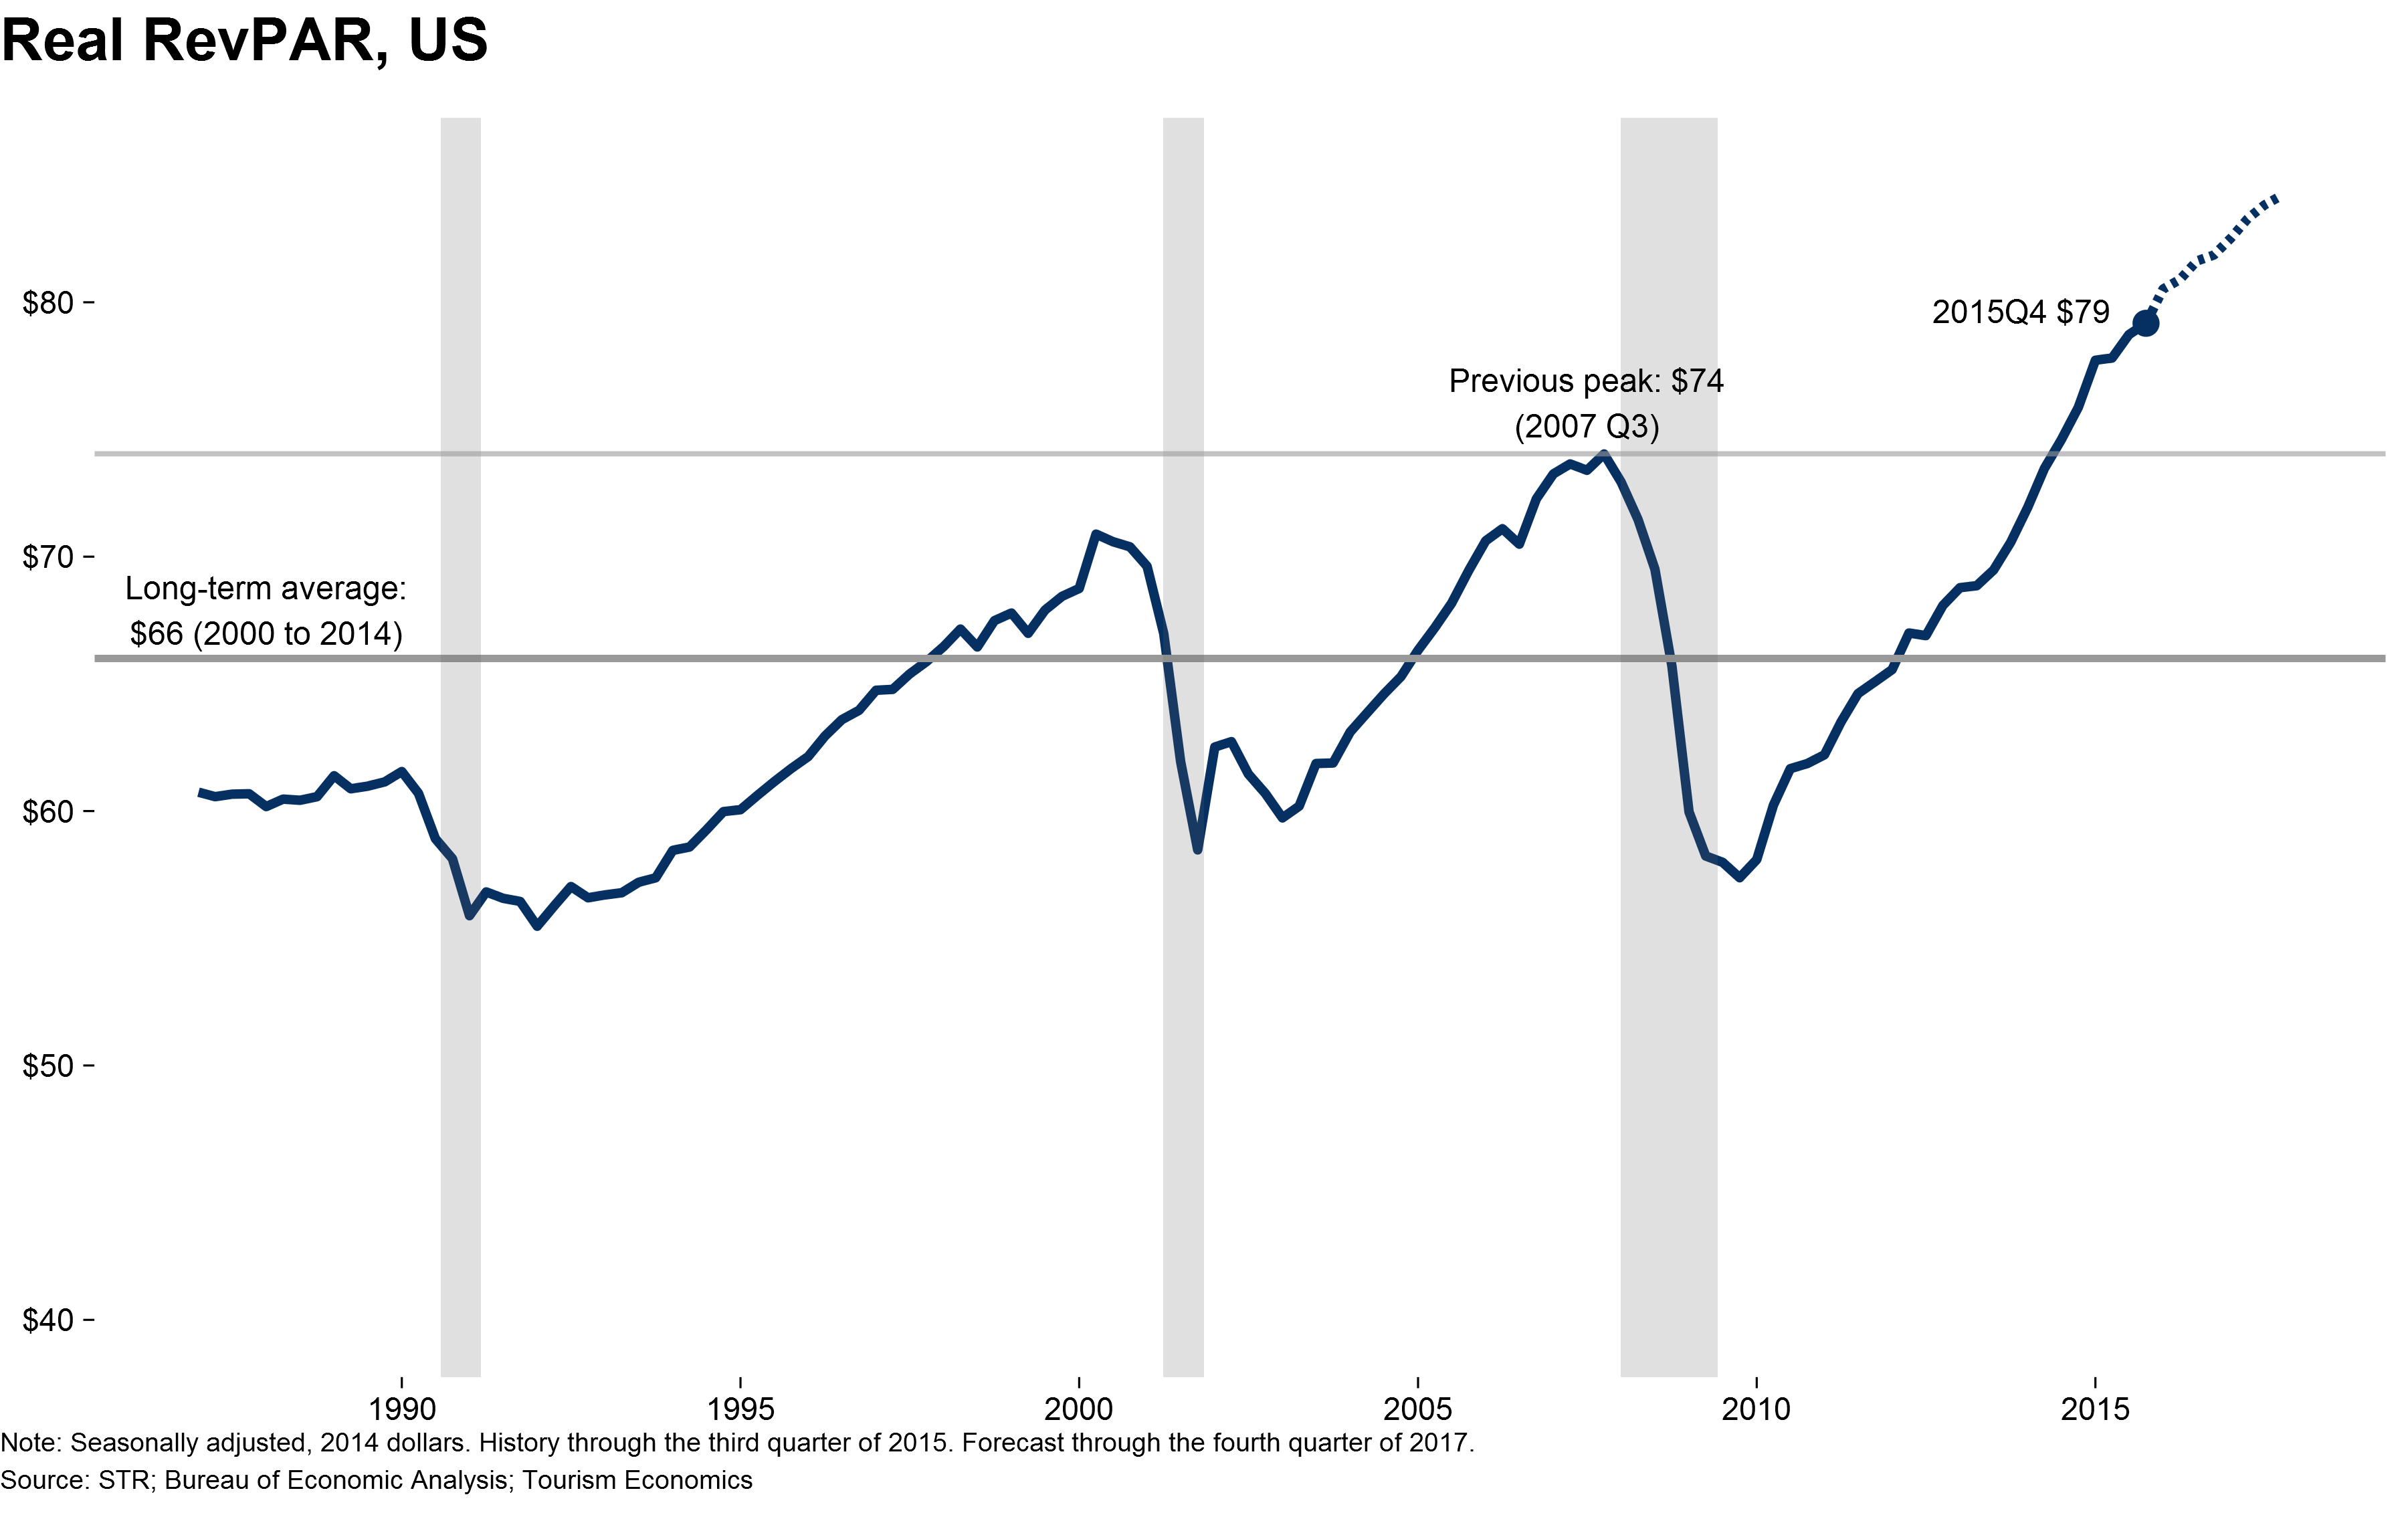 Real RevPAR, US
$80
2015Q4 $79
Previous peak: $74
(2007 Q3)
$70
Long-term average:
$66 (2000 to 2014)
$60
$50
$40
1990
1995
2000
2005
2010
2015
Note: Seasonally adjusted, 2014 dollars. History through the third quarter of 2015. Forecast through the fourth quarter of 2017.
Source: STR; Bureau of Economic Analysis; Tourism Economics